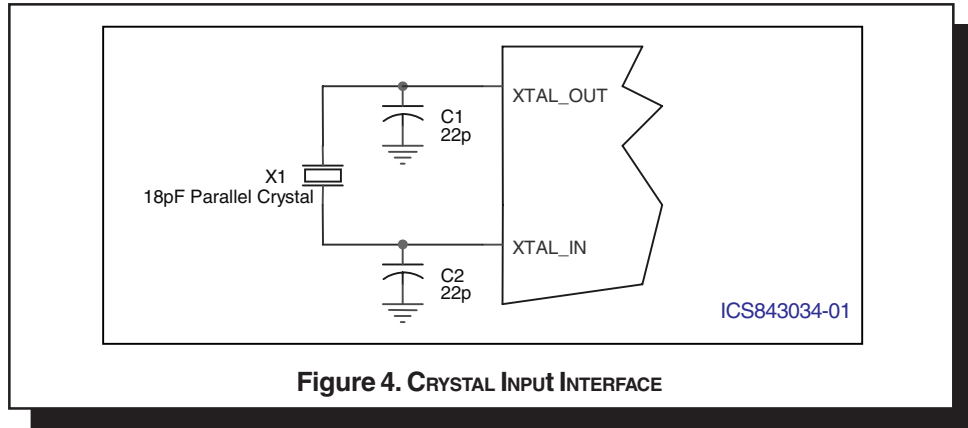 XTAL_OUT
C1
22p
X1
18pF Parallel Crystal
XTAL_IN
C2
22p
ICS843034-01
Figure 4. CRYSTAL INPUt INTERFACE